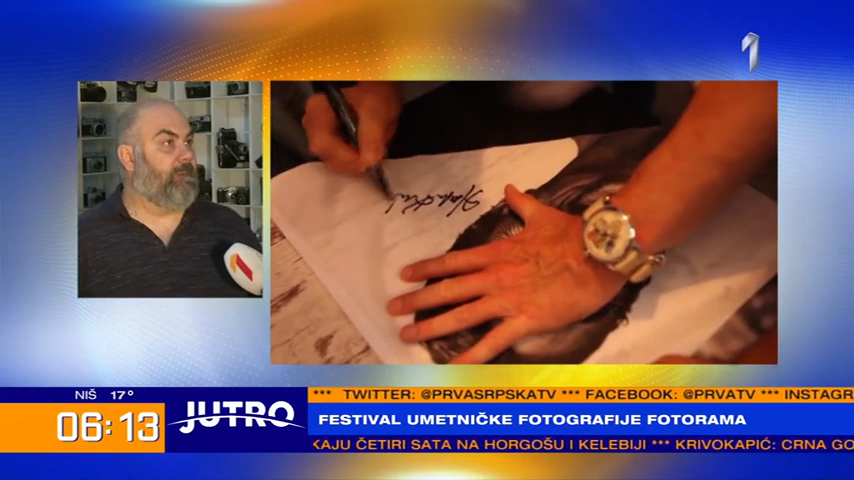 1
NIŠ 17°
*** TWITTER: @PRVASRPSKATV *** FACEBOOK: @PRVATV *** INSTAGR
06:13
JUTRO
FESTIVAL UMETNIČKE FOTOGRAFIJE FOTORAMA
KAJU ČETIRI SATA NA HORGOŠU I KELEBIJI *** KRIVOKAPIĆ: CRNA GO